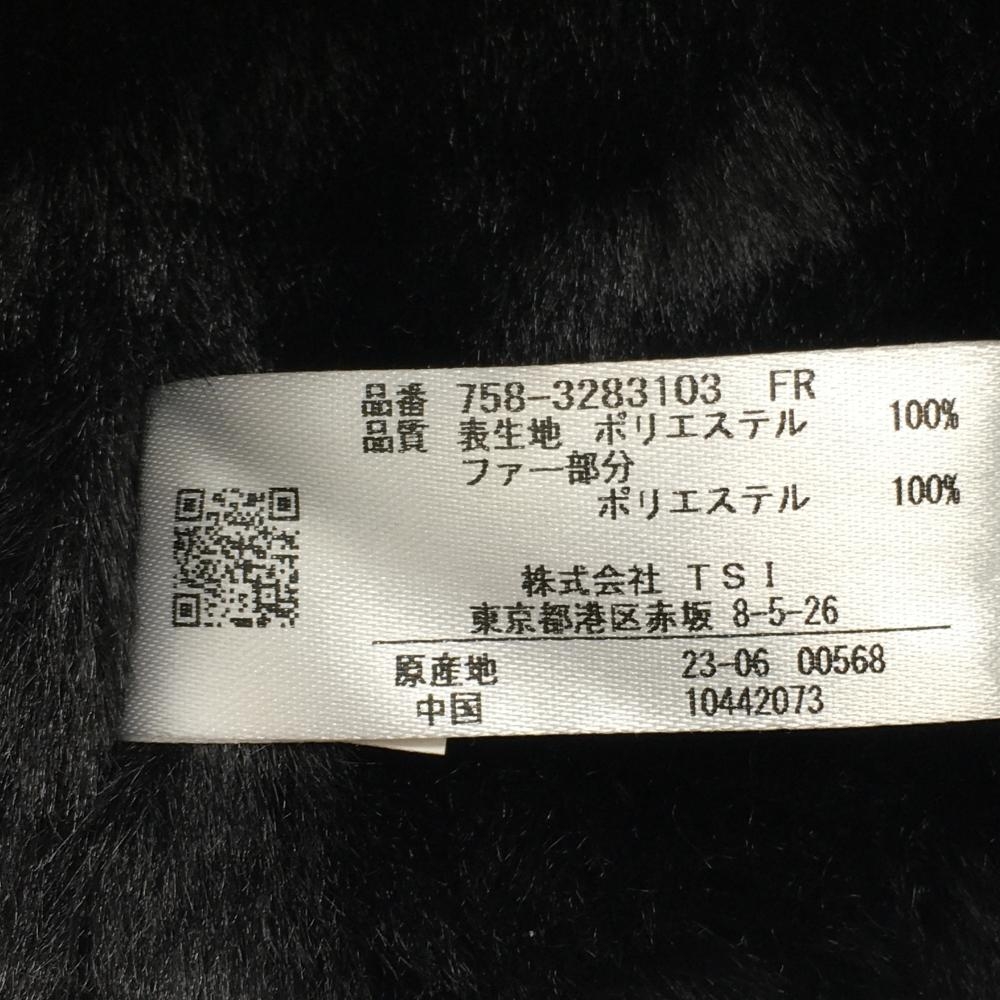 品番 758-3283103 FR
品質 表生地 ポリエステル 100%
ファー部分
ポリエステル 100%
株式会社 TSI
東京都港区赤坂 8-5-26
原産地 23-06 00568
中国 10442073